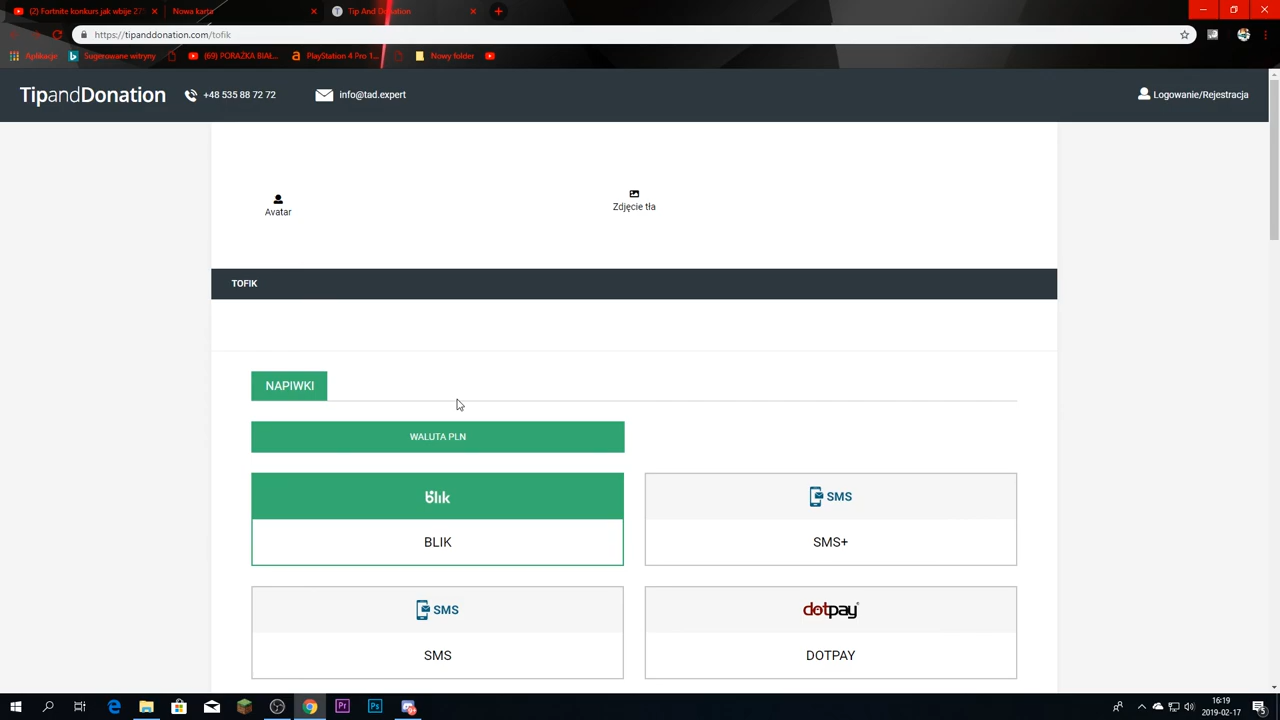 (2) Fortnite konkurs jak wbije 27
Nowa karta
Tip And Donation
https://tipanddonation.com/tofik
Aplikacje
Sugerowane witryny
(69) PORAŻKA BIAŁ...
PlayStation 4 Pro 1...
Nowy folder
TipandDonation
+48 535 88 72 72
info@tad.expert
Logowanie/Rejestracja
Avatar
Zdjęcie tła
TOFIK
NAPIWKI
WALUTA PLN
blik
SMS
BLIK
SMS+
SMS
dotpay
SMS
DOTPAY
16:19
2019-02-17